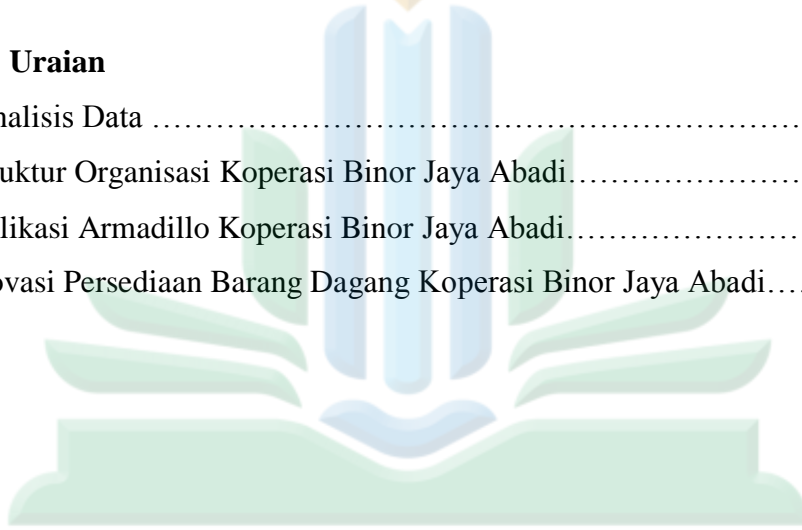 Uraian
nalisis Data ……………………………………………………
uktur Organisasi Koperasi Binor Jaya Abadi…………………
likasi Armadillo Koperasi Binor Jaya Abadi…………………
ovasi Persediaan Barang Dagang Koperasi Binor Jaya Abadi…..